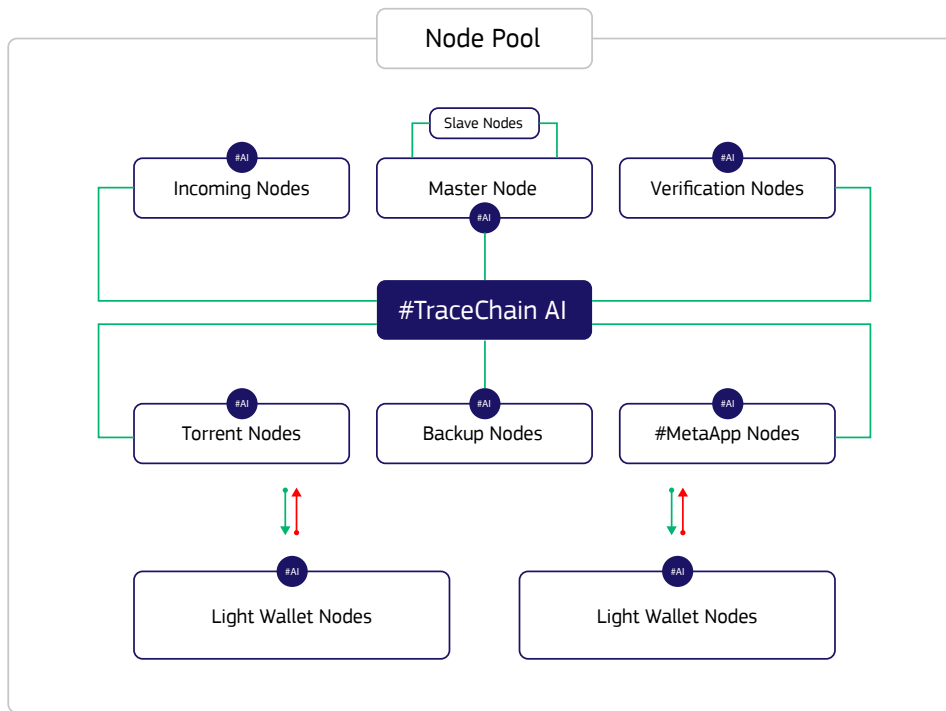 Node Pool
Slave Nodes
#AI
Incoming Nodes
Master Node
#AI
#AI
Verification Nodes
#TraceChain AI
#AI
Torrent Nodes
#AI
Backup Nodes
#AI
#MetaApp Nodes
#AI
Light Wallet Nodes
#AI
Light Wallet Nodes